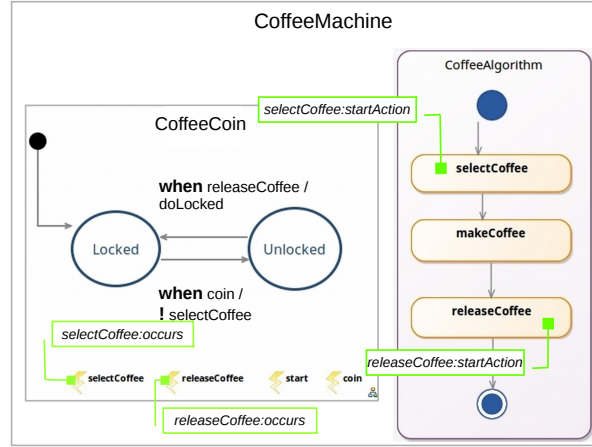 CoffeeMachine
CoffeeAlgorithm
selectCoffee:startAction
CoffeeCoin
selectCoffee
when releaseCoffee /
doLocked
makeCoffee
Locked
Unlocked
when coin /
! selectCoffee
releaseCoffee
selectCoffee:occurs
releaseCoffee:startAction
selectCoffee
releaseCoffee
start
coin
releaseCoffee:occurs